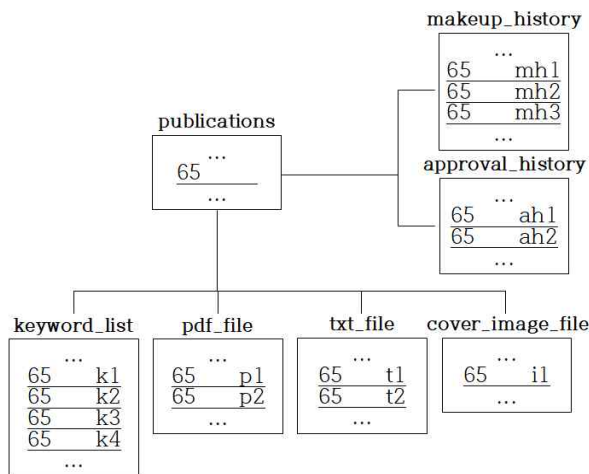 makeup_history
...
65 mh1
65 mh2
65 mh3
...
publications
...
65
...
approval_history
...
65 ah1
65 ah2
...
keyword_list
...
65 k1
65 k2
65 k3
65 k4
...
pdf_file
...
65 p1
65 p2
...
txt_file
...
65 t1
65 t2
...
cover_image_file
...
65 i1
...